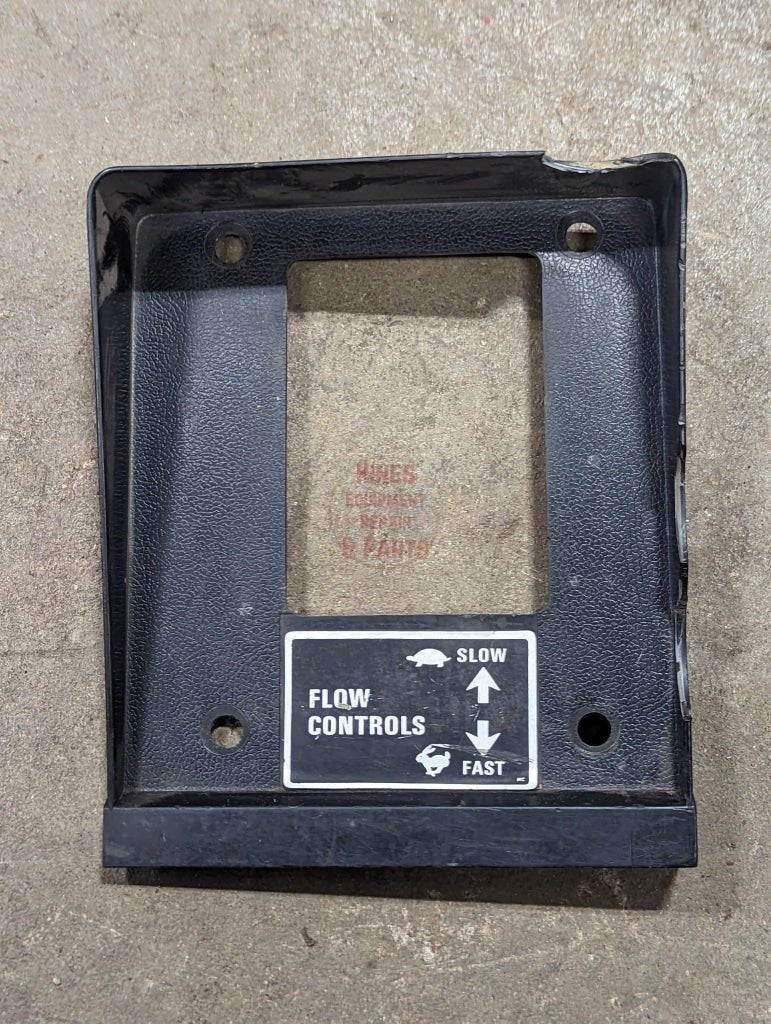 HINES
EQUIPMENT
REPAIR
& PARTS
SLOW
FLOW
CONTROLS
FAST